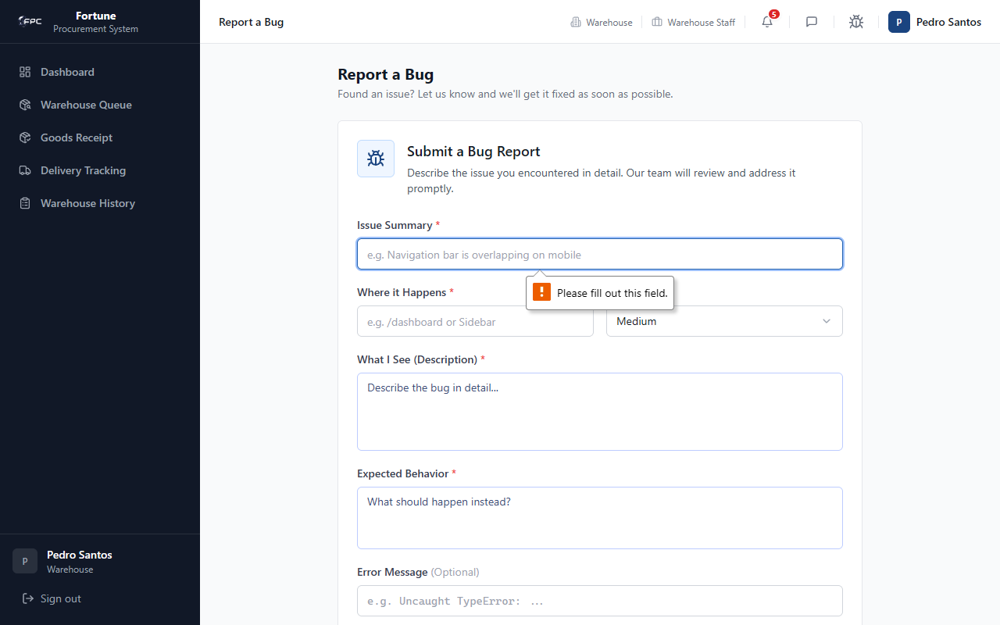 FPC
Fortune
Procurement System
Dashboard
Warehouse Queue
Goods Receipt
Delivery Tracking
Warehouse History
P
Pedro Santos
Warehouse
Sign out
Report a Bug
Warehouse
Warehouse Staff
5
P
Pedro Santos
Report a Bug
Found an issue? Let us know and we'll get it fixed as soon as possible.
Submit a Bug Report
Describe the issue you encountered in detail. Our team will review and address it
promptly.
Issue Summary *
e.g. Navigation bar is overlapping on mobile
Please fill out this field.
Where it Happens *
e.g. /dashboard or Sidebar
Medium
What I See (Description) *
Describe the bug in detail...
Expected Behavior *
What should happen instead?
Error Message (Optional)
e.g. Uncaught TypeError: ...